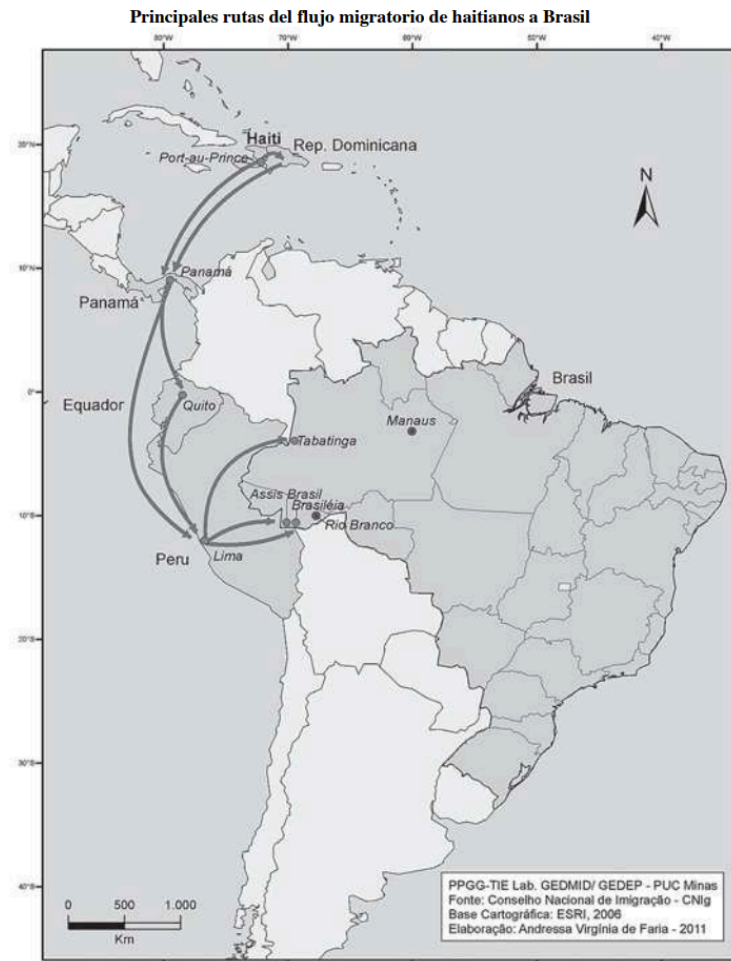 Principales rutas del flujo migratorio de haitianos a Brasil
80°W 70°W 60°W 50°W 40°W
Haiti
Port-au-Prince
Rep. Dominicana
N
10°N
Panamá
Panamá
Brasil
0°
Equador
Quito
Manaus
Tabatinga
Assis Brasil
Brasiléia
10°S
Rio Branco
Peru
Lima
20°S
30°S
40°S
0 500 1.000
Km
PPGG-TIE Lab. GEDMID/ GEDEP - PUC Minas
Fonte: Conselho Nacional de Imigração - CNIg
Base Cartográfica: ESRI, 2006
Elaboração: Andressa Virgínia de Faria - 2011